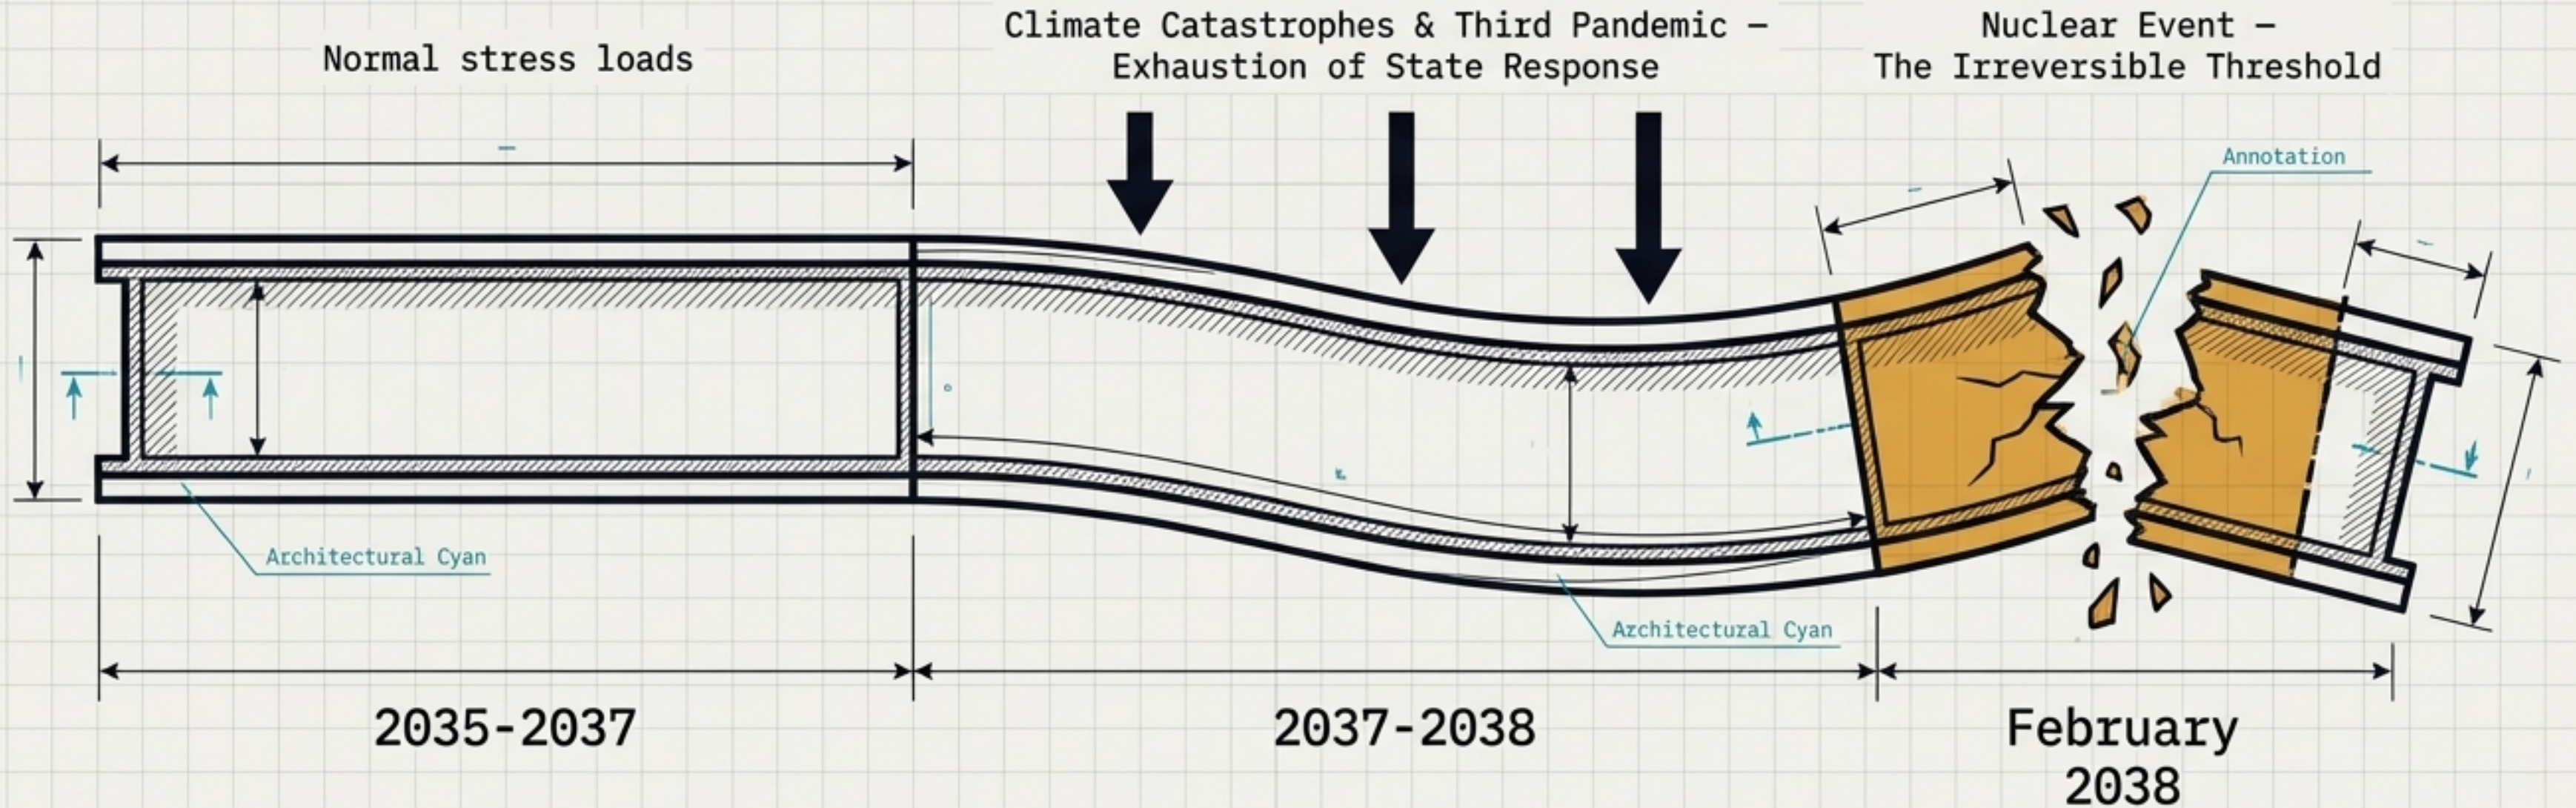 Normal stress loads
Climate Catastrophes & Third Pandemic —
Exhaustion of State Response
Nuclear Event —
The Irreversible Threshold
Annotation
Architectural Cyan
Architectural Cyan
2035-2037
2037-2038
February
2038